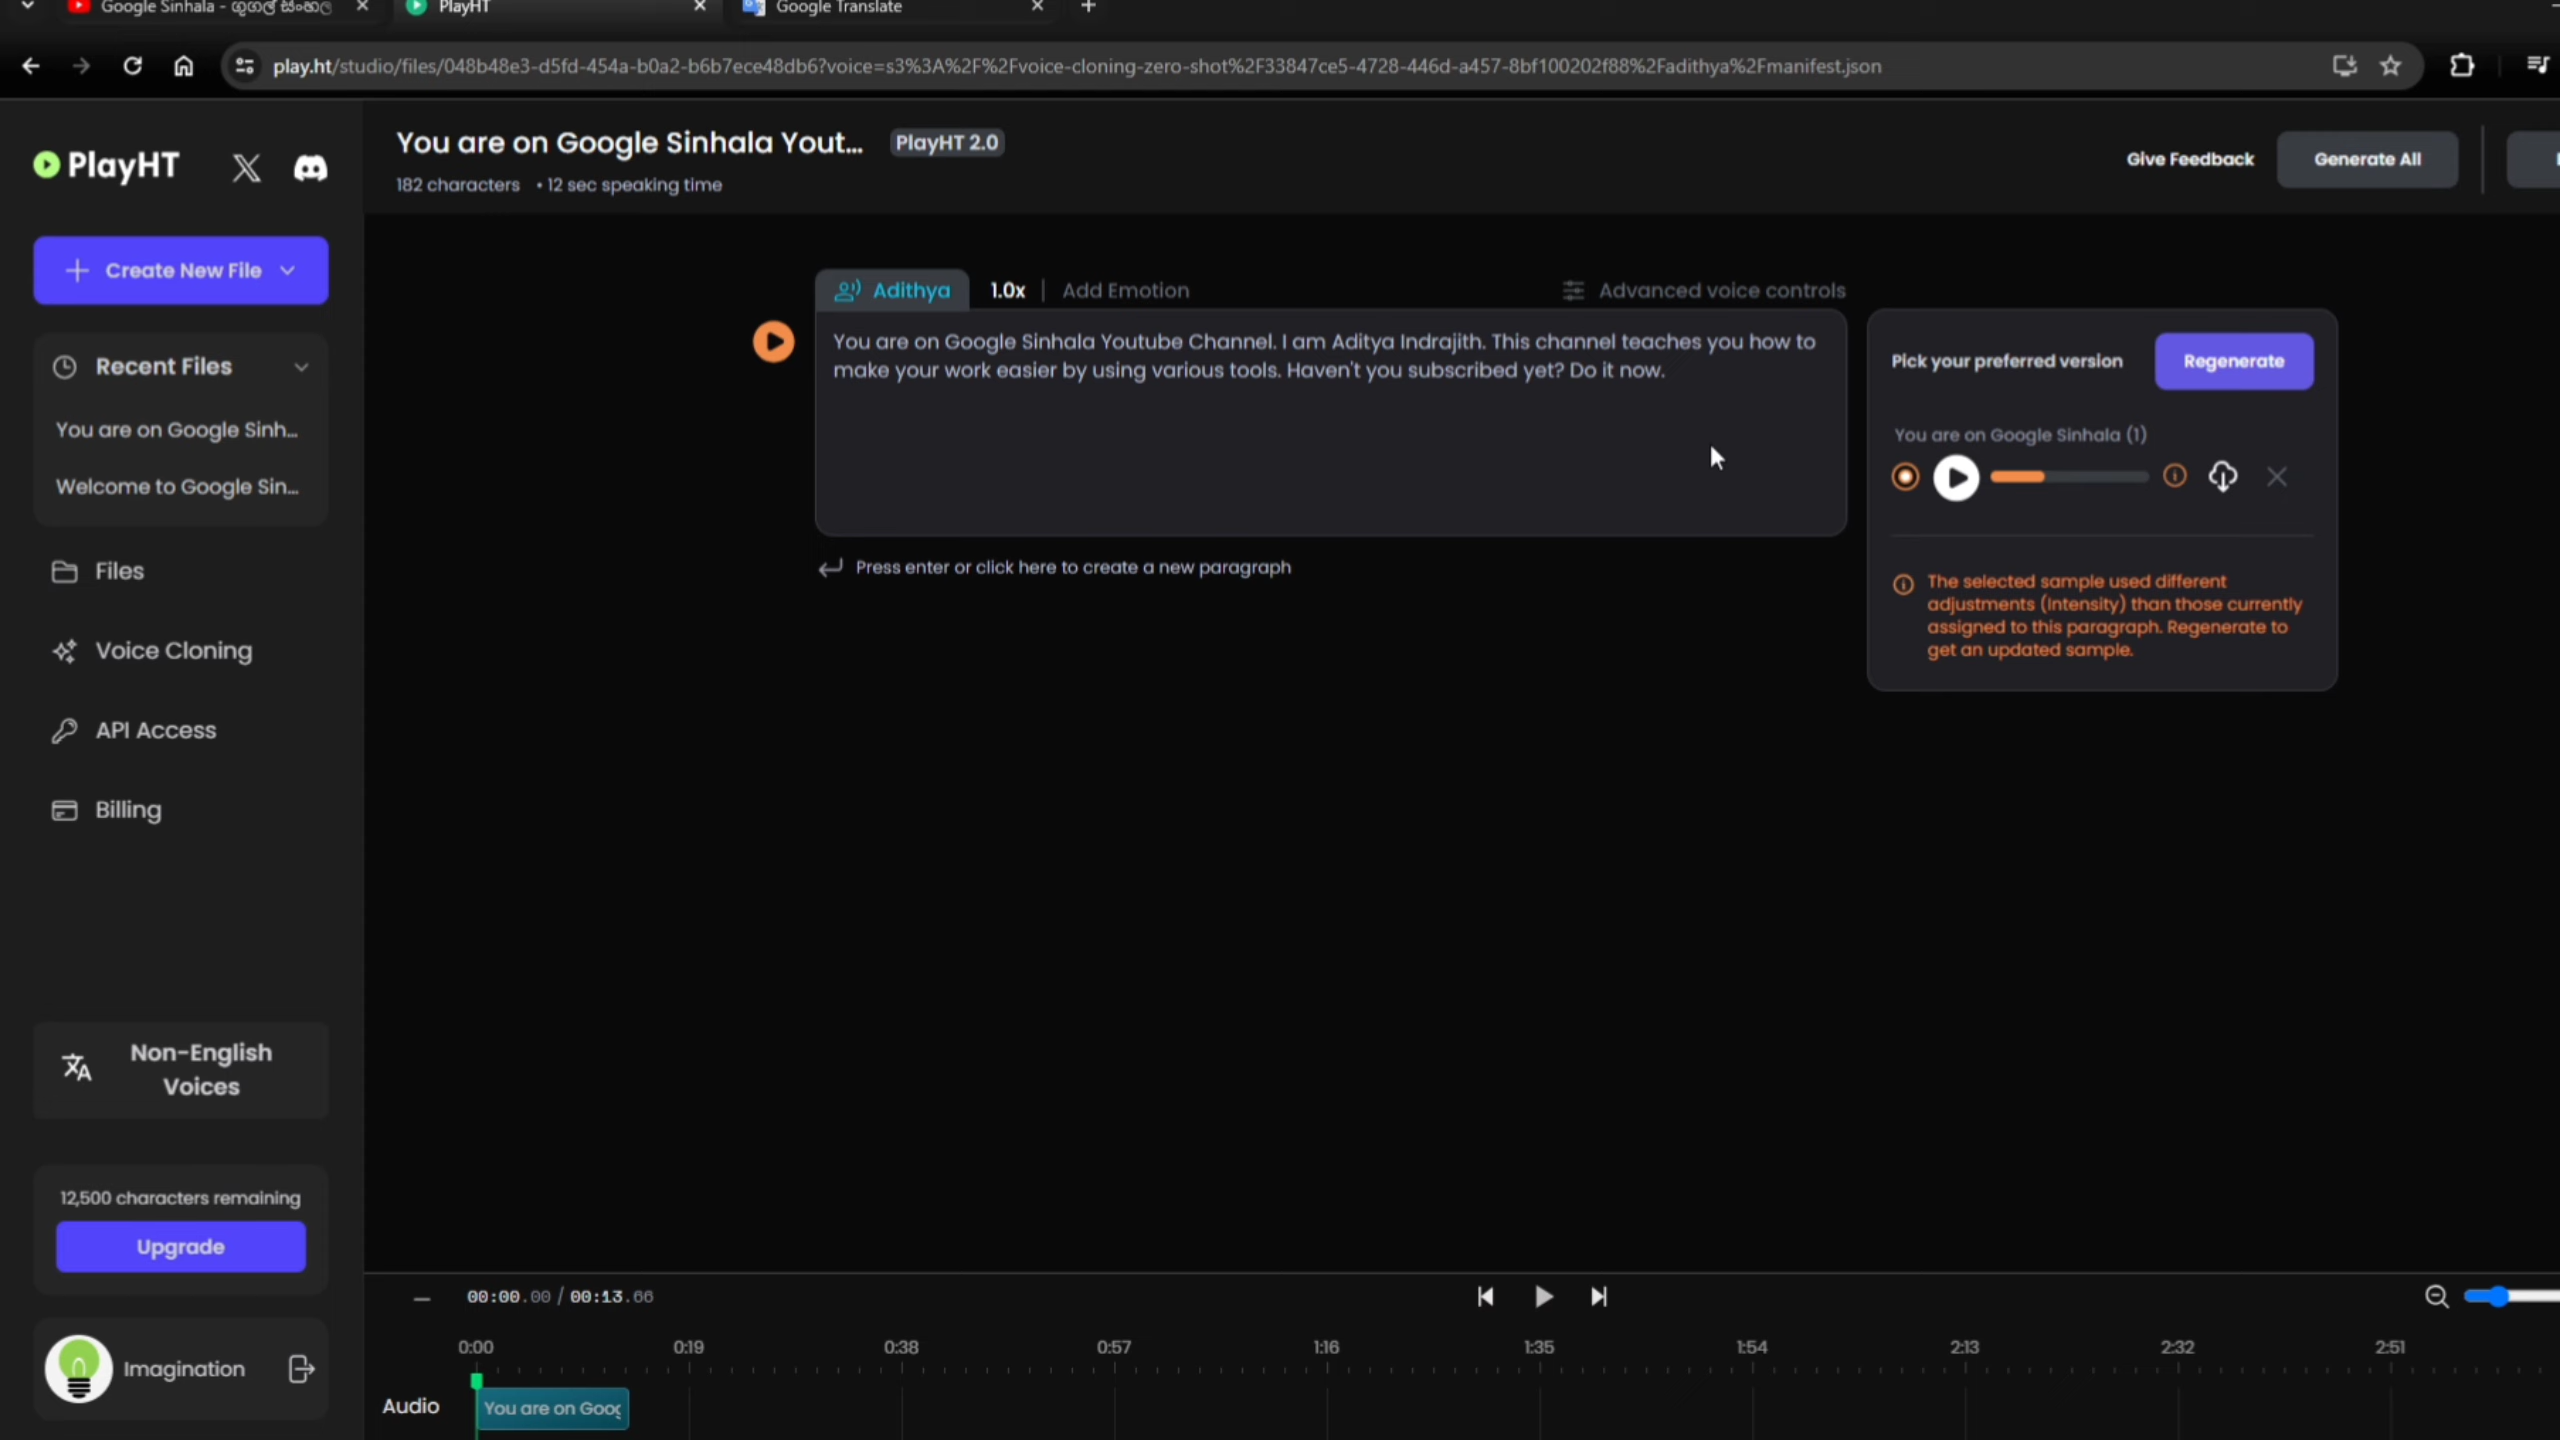 Google Sinhala - ගූගල් සිංහල
PlayHT
Google Translate
play.ht/studio/files/048b48e3-d5fd-454a-b0a2-b6b7ece48db6?voice=s3%3A%2F%2Fvoice-cloning-zero-shot%2F33847ce5-4728-446d-a457-8bf100202f88%2Fadithya%2Fmanifest.json
PlayHT
You are on Google Sinhala Yout...
PlayHT 2.0
182 characters • 12 sec speaking time
Give Feedback
Generate All
Create New File
Recent Files
You are on Google Sinh...
Welcome to Google Sin...
Files
Voice Cloning
API Access
Billing
Non-English
Voices
12,500 characters remaining
Upgrade
Imagination
Adithya
1.0x
Add Emotion
Advanced voice controls
You are on Google Sinhala Youtube Channel. I am Aditya Indrajith. This channel teaches you how to
make your work easier by using various tools. Haven't you subscribed yet? Do it now.
Press enter or click here to create a new paragraph
Pick your preferred version
Regenerate
You are on Google Sinhala (1)
The selected sample used different
adjustments (Intensity) than those currently
assigned to this paragraph. Regenerate to
get an updated sample.
00:00.00 / 00:13.66
0:00 0:19 0:38 0:57 1:16 1:35 1:54 2:13 2:32 2:51
Audio
You are on Goog